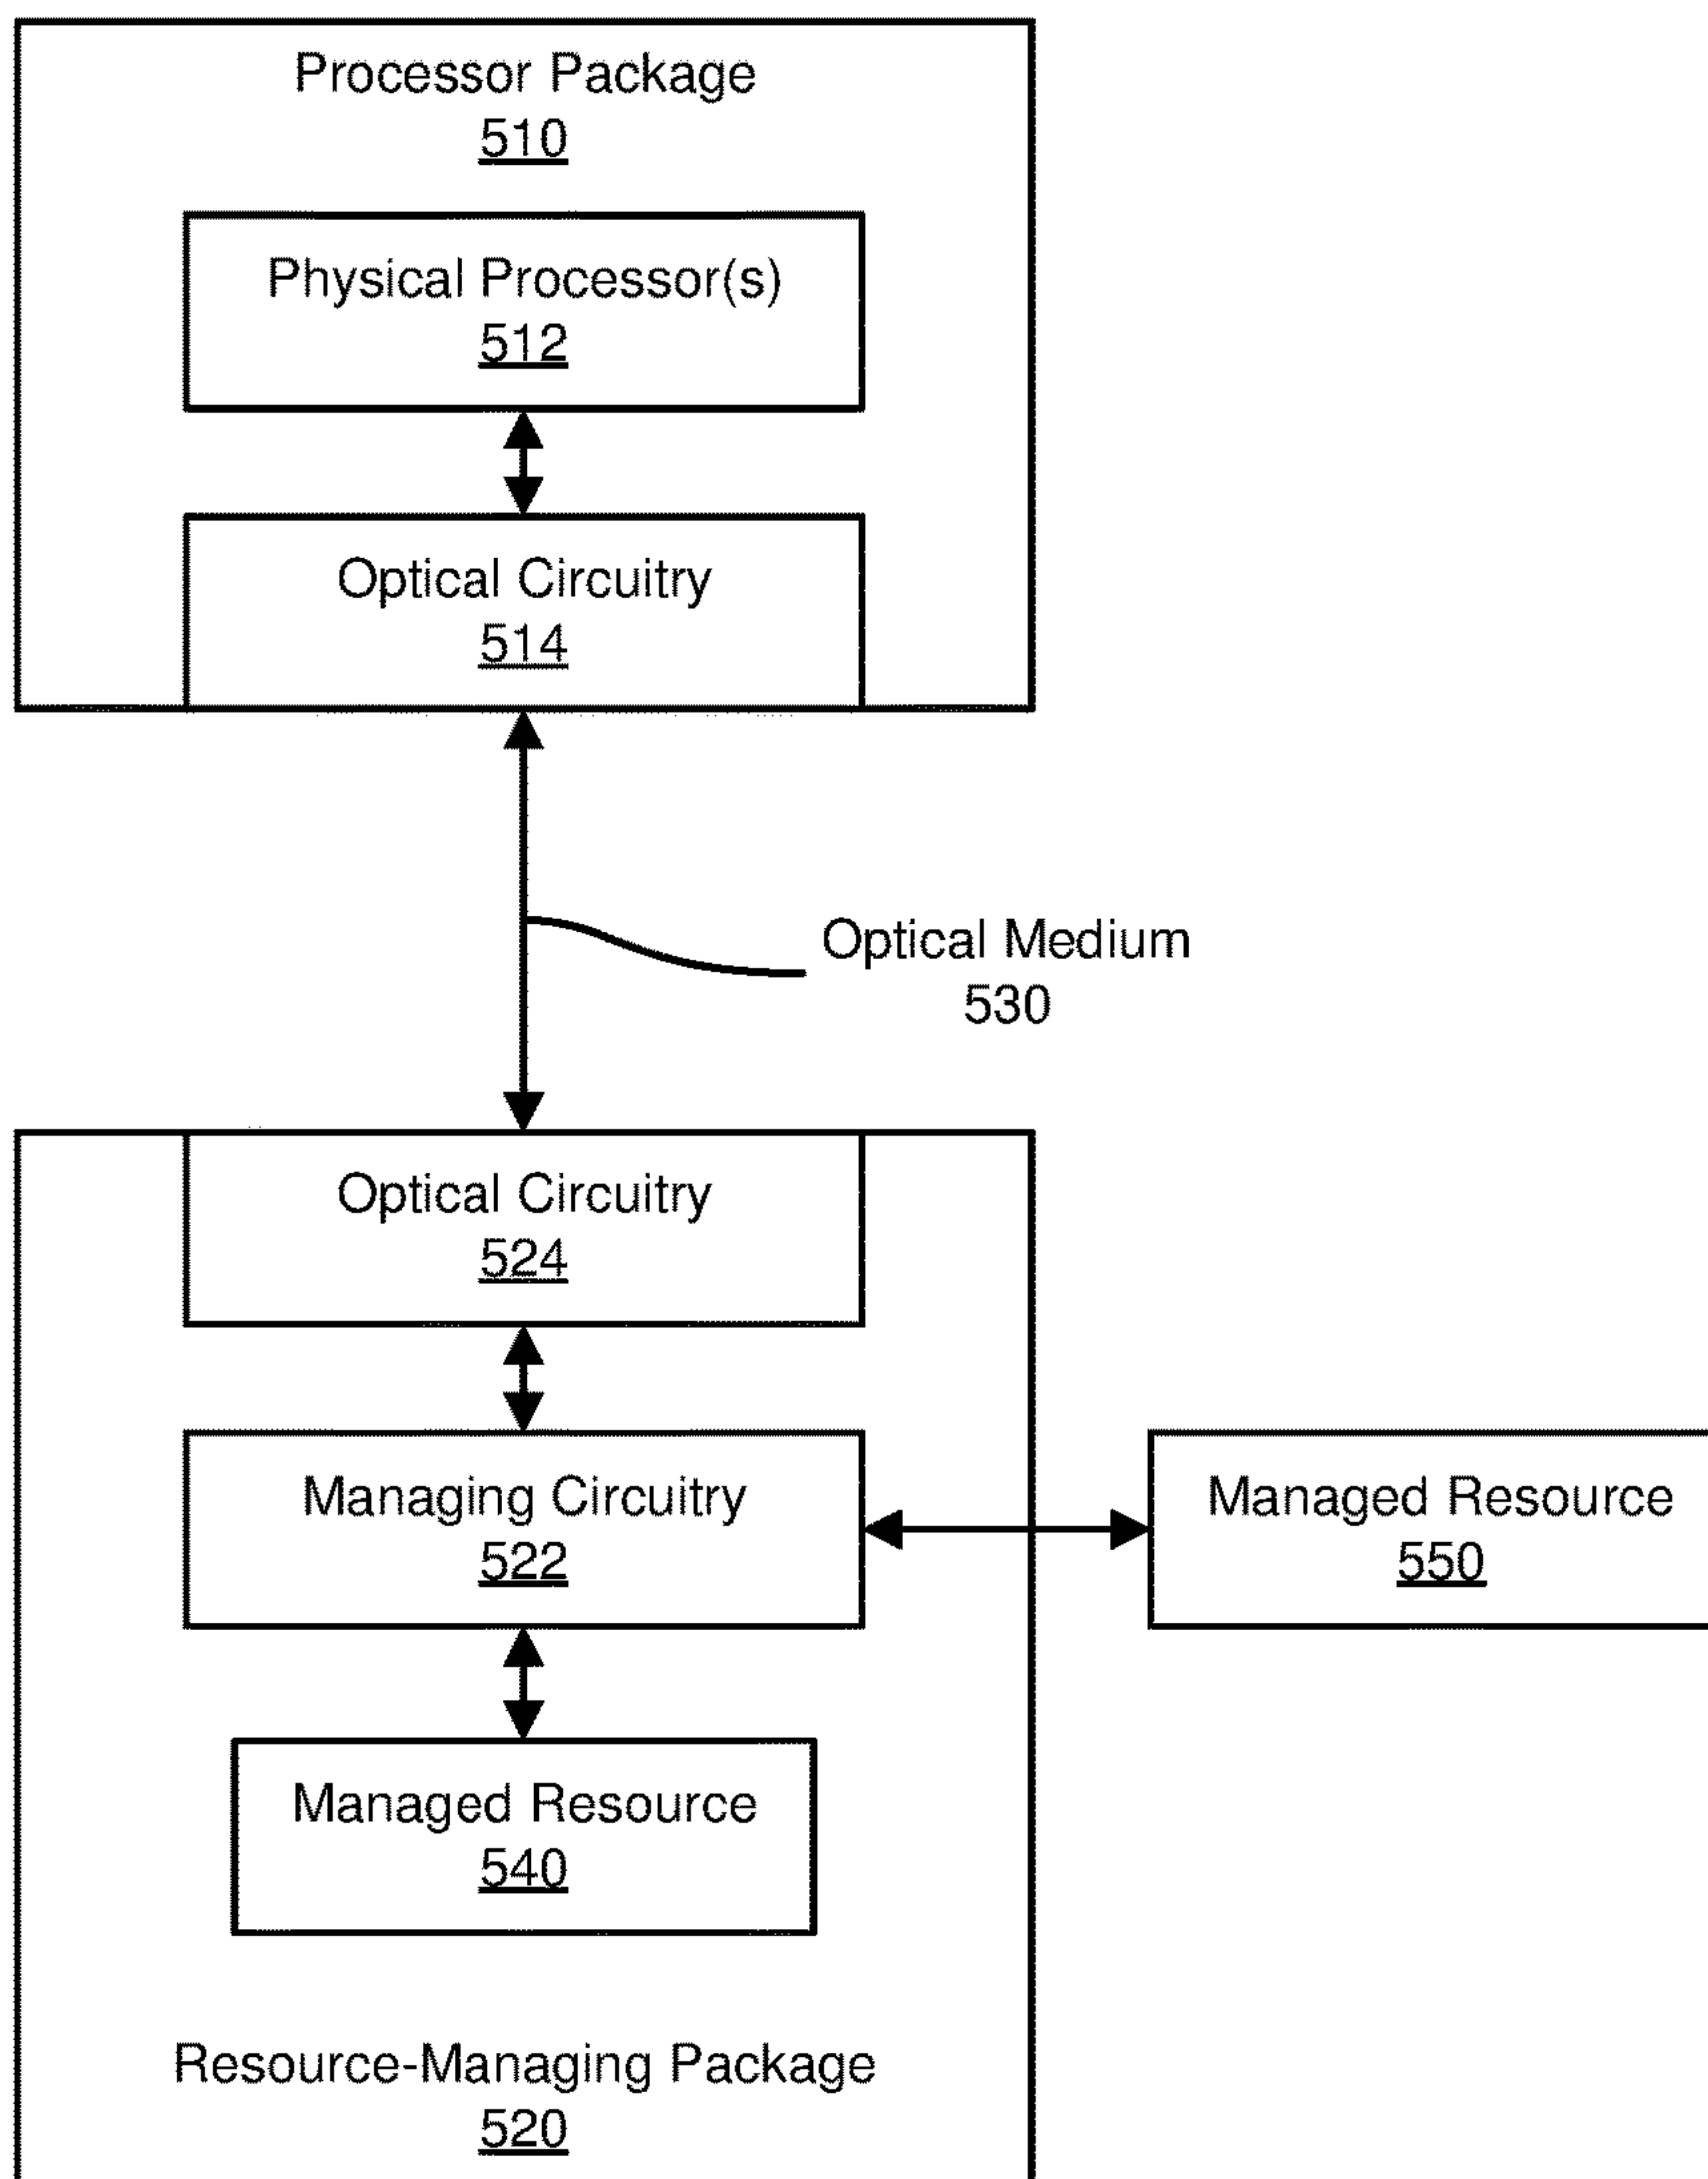 Processor Package
510
Physical Processor(s)
512
Optical Circuitry
514
Optical Medium
530
Optical Circuitry
524
Managing Circuitry
522
Managed Resource
550
Managed Resource
540
Resource-Managing Package
520